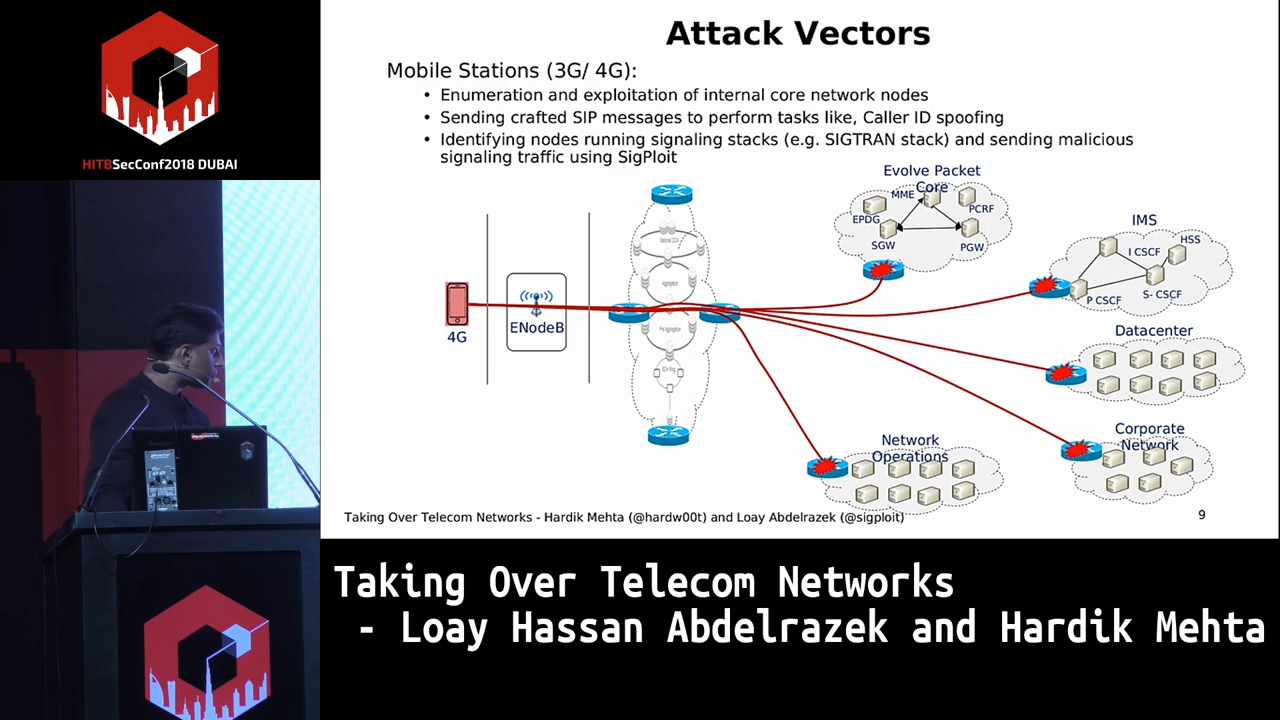 HITBSecConf2018 DUBAI
Attack Vectors
Mobile Stations (3G/ 4G):
• Enumeration and exploitation of internal core network nodes
• Sending crafted SIP messages to perform tasks like, Caller ID spoofing
• Identifying nodes running signaling stacks (e.g. SIGTRAN stack) and sending malicious
signaling traffic using SigPloit
Evolve Packet
Core
MME
PCRF
EPDG
SGW
PGW
IMS
HSS
I CSCF
P CSCF
S- CSCF
4G
ENodeB
Aggregation
Pre Aggregation
Datacenter
Network
Operations
Corporate
Network
Taking Over Telecom Networks - Hardik Mehta (@hardw00t) and Loay Abdelrazek (@sigploit)
9
Taking Over Telecom Networks
- Loay Hassan Abdelrazek and Hardik Mehta